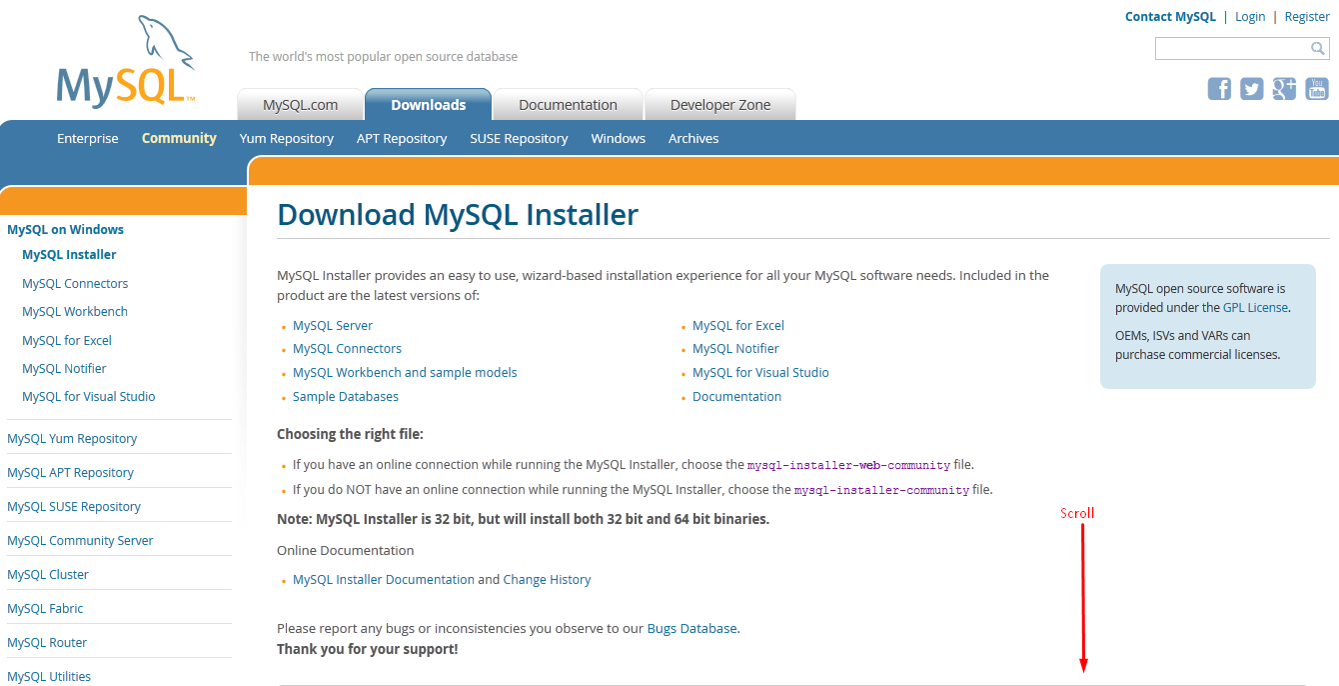 Contact MySQL | Login | Register
MySQL™
The world's most popular open source database
MySQL.com Downloads Documentation Developer Zone
You Tube
Enterprise Community Yum Repository APT Repository SUSE Repository Windows Archives
MySQL on Windows
MySQL Installer
MySQL Connectors
MySQL Workbench
MySQL for Excel
MySQL Notifier
MySQL for Visual Studio
MySQL Yum Repository
MySQL APT Repository
MySQL SUSE Repository
MySQL Community Server
MySQL Cluster
MySQL Fabric
MySQL Router
MySQL Utilities
Download MySQL Installer
MySQL Installer provides an easy to use, wizard-based installation experience for all your MySQL software needs. Included in the
product are the latest versions of:
• MySQL Server
• MySQL Connectors
• MySQL Workbench and sample models
• Sample Databases
• MySQL for Excel
• MySQL Notifier
• MySQL for Visual Studio
• Documentation
Choosing the right file:
• If you have an online connection while running the MySQL Installer, choose the mysql-installer-web-community file.
• If you do NOT have an online connection while running the MySQL Installer, choose the mysql-installer-community file.
Note: MySQL Installer is 32 bit, but will install both 32 bit and 64 bit binaries.
Online Documentation
• MySQL Installer Documentation and Change History
Please report any bugs or inconsistencies you observe to our Bugs Database.
Thank you for your support!
MySQL open source software is
provided under the GPL License.
OEMs, ISVs and VARs can
purchase commercial licenses.
Scroll